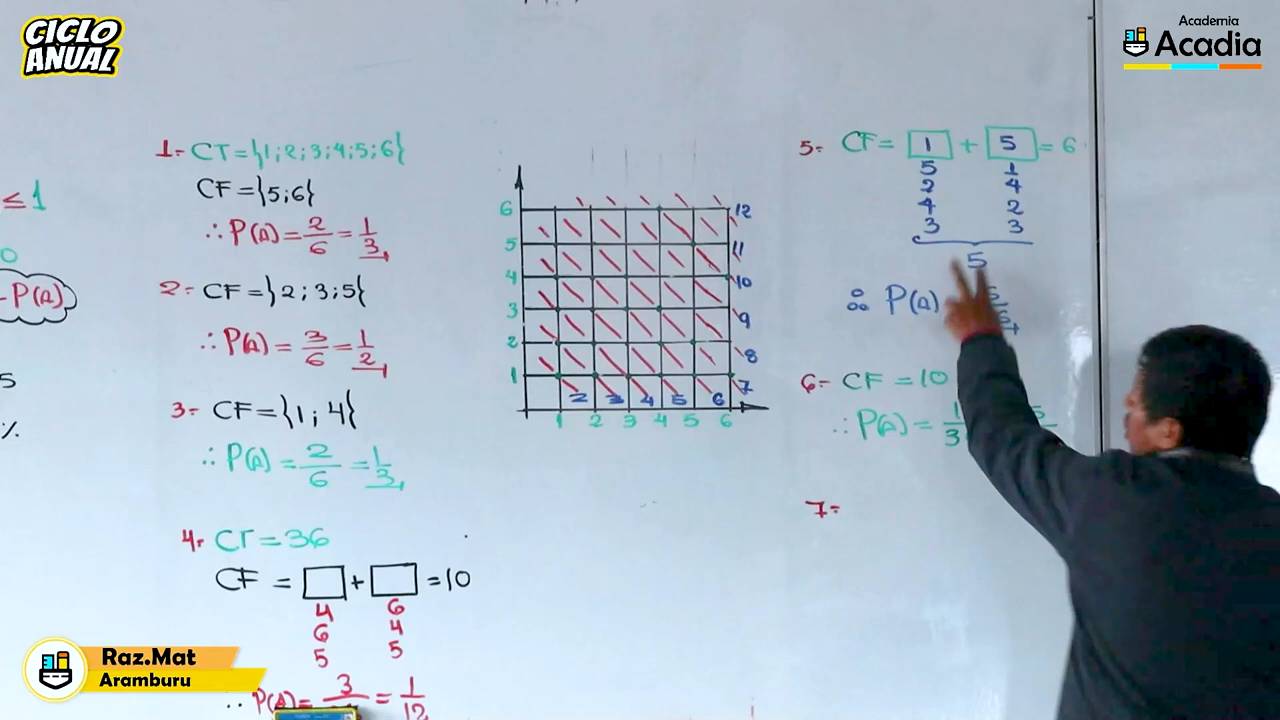 CICLO
ANUAL
Academia
Acadia
≤ 1
0
- P(A)
5
%
1- CT = {1; 2; 3; 4; 5; 6}
CF = {5; 6}
∴ P(A) = 2/6 = 1/3
2- CF = {2; 3; 5}
∴ P(A) = 3/6 = 1/2
3- CF = {1; 4}
∴ P(A) = 2/6 = 1/3
4- CT = 36
CF = □ + □ = 10
4 6
6 4
5 5
∴ P(A) = 3/ = 1/12
6 12
5 11
4 10
3 9
2 8
1 2 3 4 5 6 7
1 2 3 4 5 6
5- CF = 1 + 5 = 6
5 1
2 4
4 2
3 3
5
∴ P(A)
6- CF = 10
∴ P(A) =
7-
Raz.Mat
Aramburu